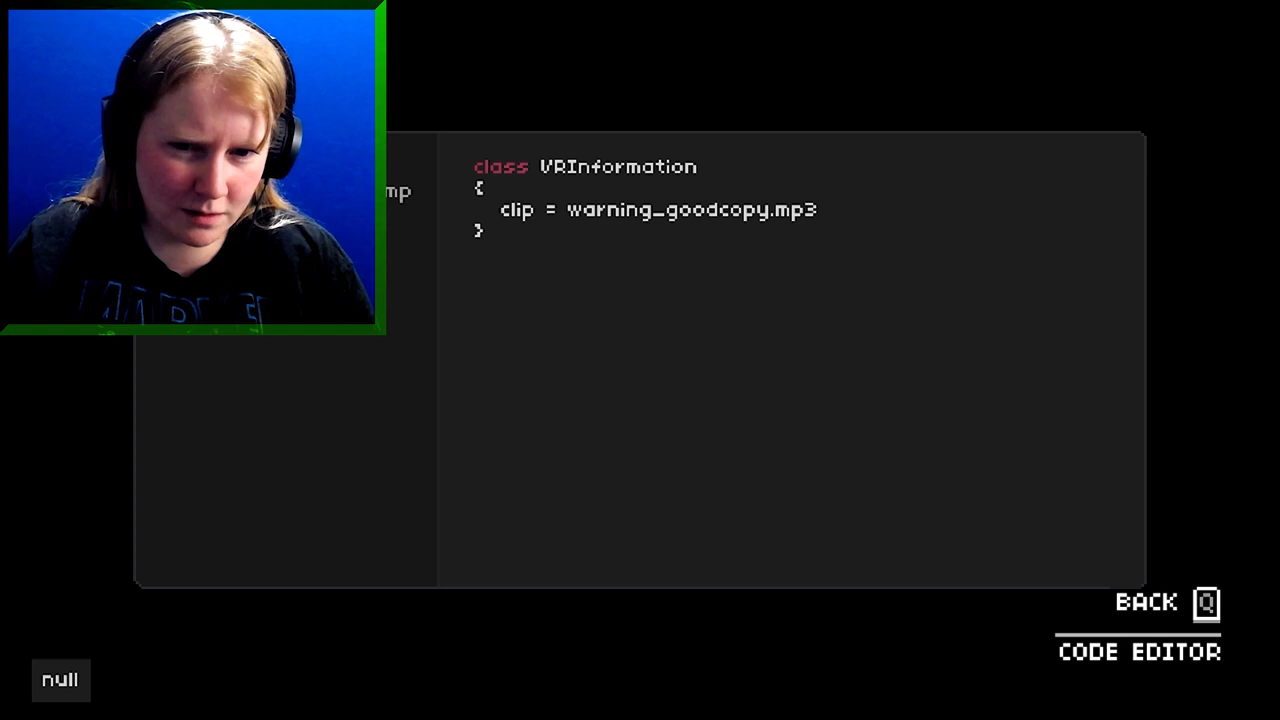 class VRInformation
mp
{
clip = warning_goodcopy.mp3
}
BACK Q
CODE EDITOR
null